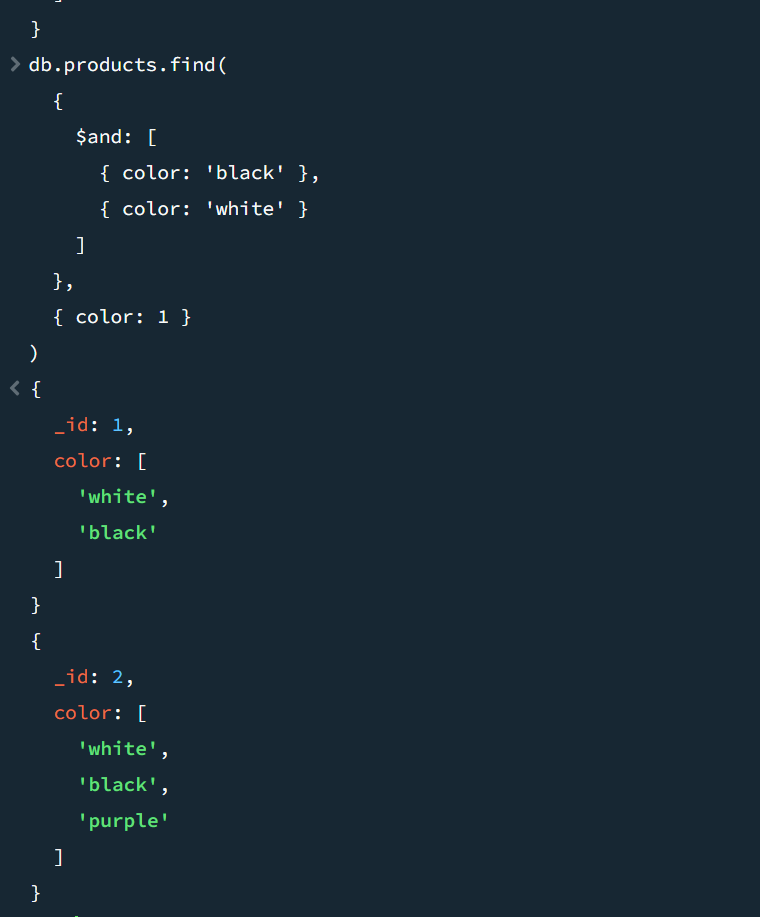 }
> db.products.find(
{
$and: [
{ color: 'black' },
{ color: 'white' }
]
},
{ color: 1 }
)
< {
_id: 1,
color: [
'white',
'black'
]
}
{
_id: 2,
color: [
'white',
'black',
'purple'
]
}